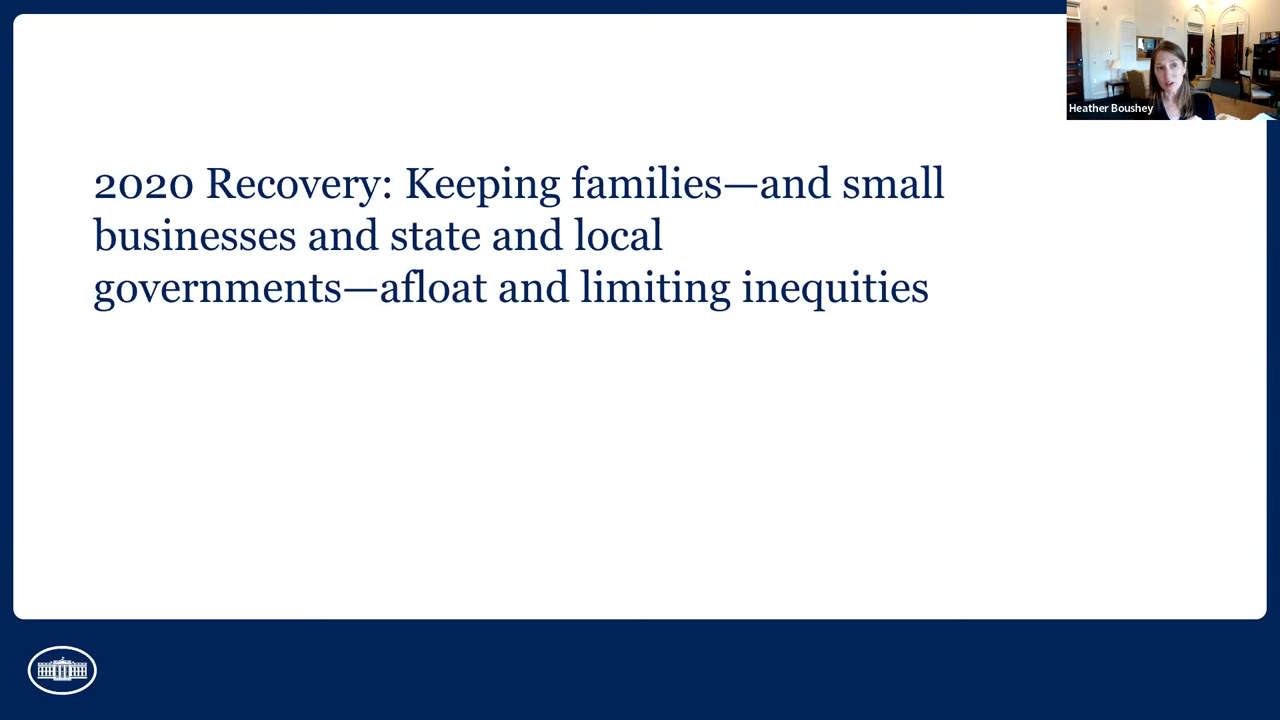 Heather Boushey
2020 Recovery: Keeping families—and small
businesses and state and local
governments—afloat and limiting inequities